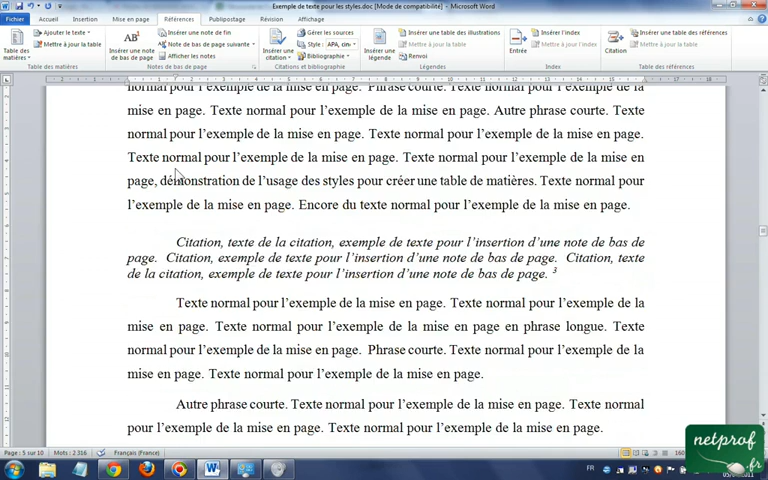 Exemple de texte pour les styles.doc [Mode de compatibilité] - Microsoft Word
Fichier Accueil Insertion Mise en page Références Publipostage Révision Affichage
Table des matières
Ajouter le texte
Mettre à jour la table
Table des matières
AB¹
Insérer une note de bas de page
Insérer une note de fin
Note de bas de page suivante
Afficher les notes
Notes de bas de page
Insérer une citation
Gérer les sources
Style : APA, cin
Bibliographie
Citations et bibliographie
Insérer une légende
Insérer une table des illustrations
Mettre à jour la table
Renvoi
Légendes
Entrée
Insérer l'index
Mettre à jour l'index
Index
Citation
Insérer une table des références
Mettre à jour la table
Table des références
normal pour l'exemple de la mise en page. Phrase courte. Texte normal pour l'exemple de la
mise en page. Texte normal pour l'exemple de la mise en page. Autre phrase courte. Texte
normal pour l'exemple de la mise en page. Texte normal pour l'exemple de la mise en page.
Texte normal pour l'exemple de la mise en page. Texte normal pour l'exemple de la mise en
page, démonstration de l'usage des styles pour créer une table de matières. Texte normal pour
l'exemple de la mise en page. Encore du texte normal pour l'exemple de la mise en page.
Citation, texte de la citation, exemple de texte pour l'insertion d'une note de bas de
page. Citation, exemple de texte pour l'insertion d'une note de bas de page. Citation, texte
de la citation, exemple de texte pour l'insertion d'une note de bas de page. ³
Texte normal pour l'exemple de la mise en page. Texte normal pour l'exemple de la
mise en page. Texte normal pour l'exemple de la mise en page en phrase longue. Texte
normal pour l'exemple de la mise en page. Phrase courte. Texte normal pour l'exemple de la
mise en page. Texte normal pour l'exemple de la mise en page.
Autre phrase courte. Texte normal pour l'exemple de la mise en page. Texte normal
pour l'exemple de la mise en page. Texte normal pour l'exemple de la mise en page.
Page : 5 sur 10 Mots : 2 316 Français (France)
FR
netprof
.fr